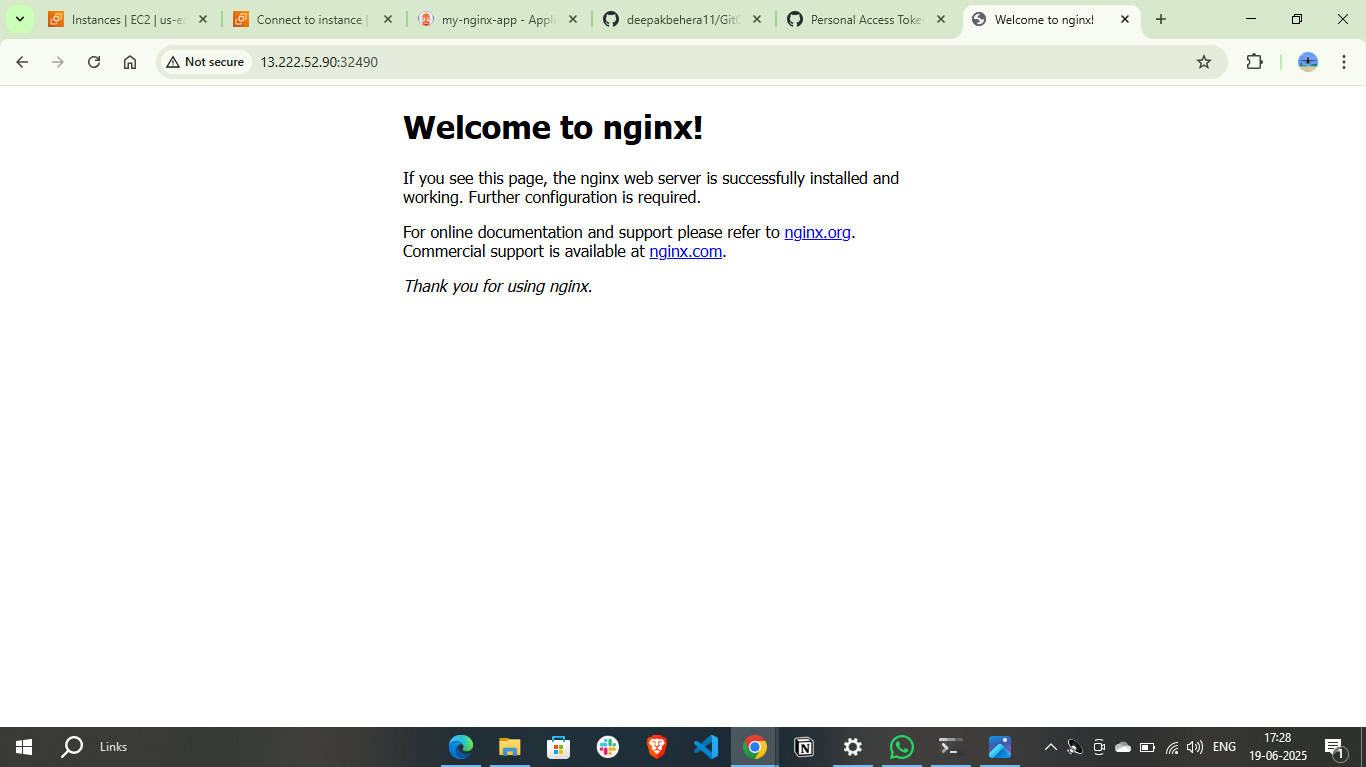 Instances | EC2 | us-ea
Connect to instance |
my-nginx-app - Appli
deepakbehera11/GitO
Personal Access Toke
Welcome to nginx!
Not secure
13.222.52.90:32490
Welcome to nginx!
If you see this page, the nginx web server is successfully installed and
working. Further configuration is required.
For online documentation and support please refer to nginx.org.
Commercial support is available at nginx.com.
Thank you for using nginx.
Links
ENG
17:28
19-06-2025
1